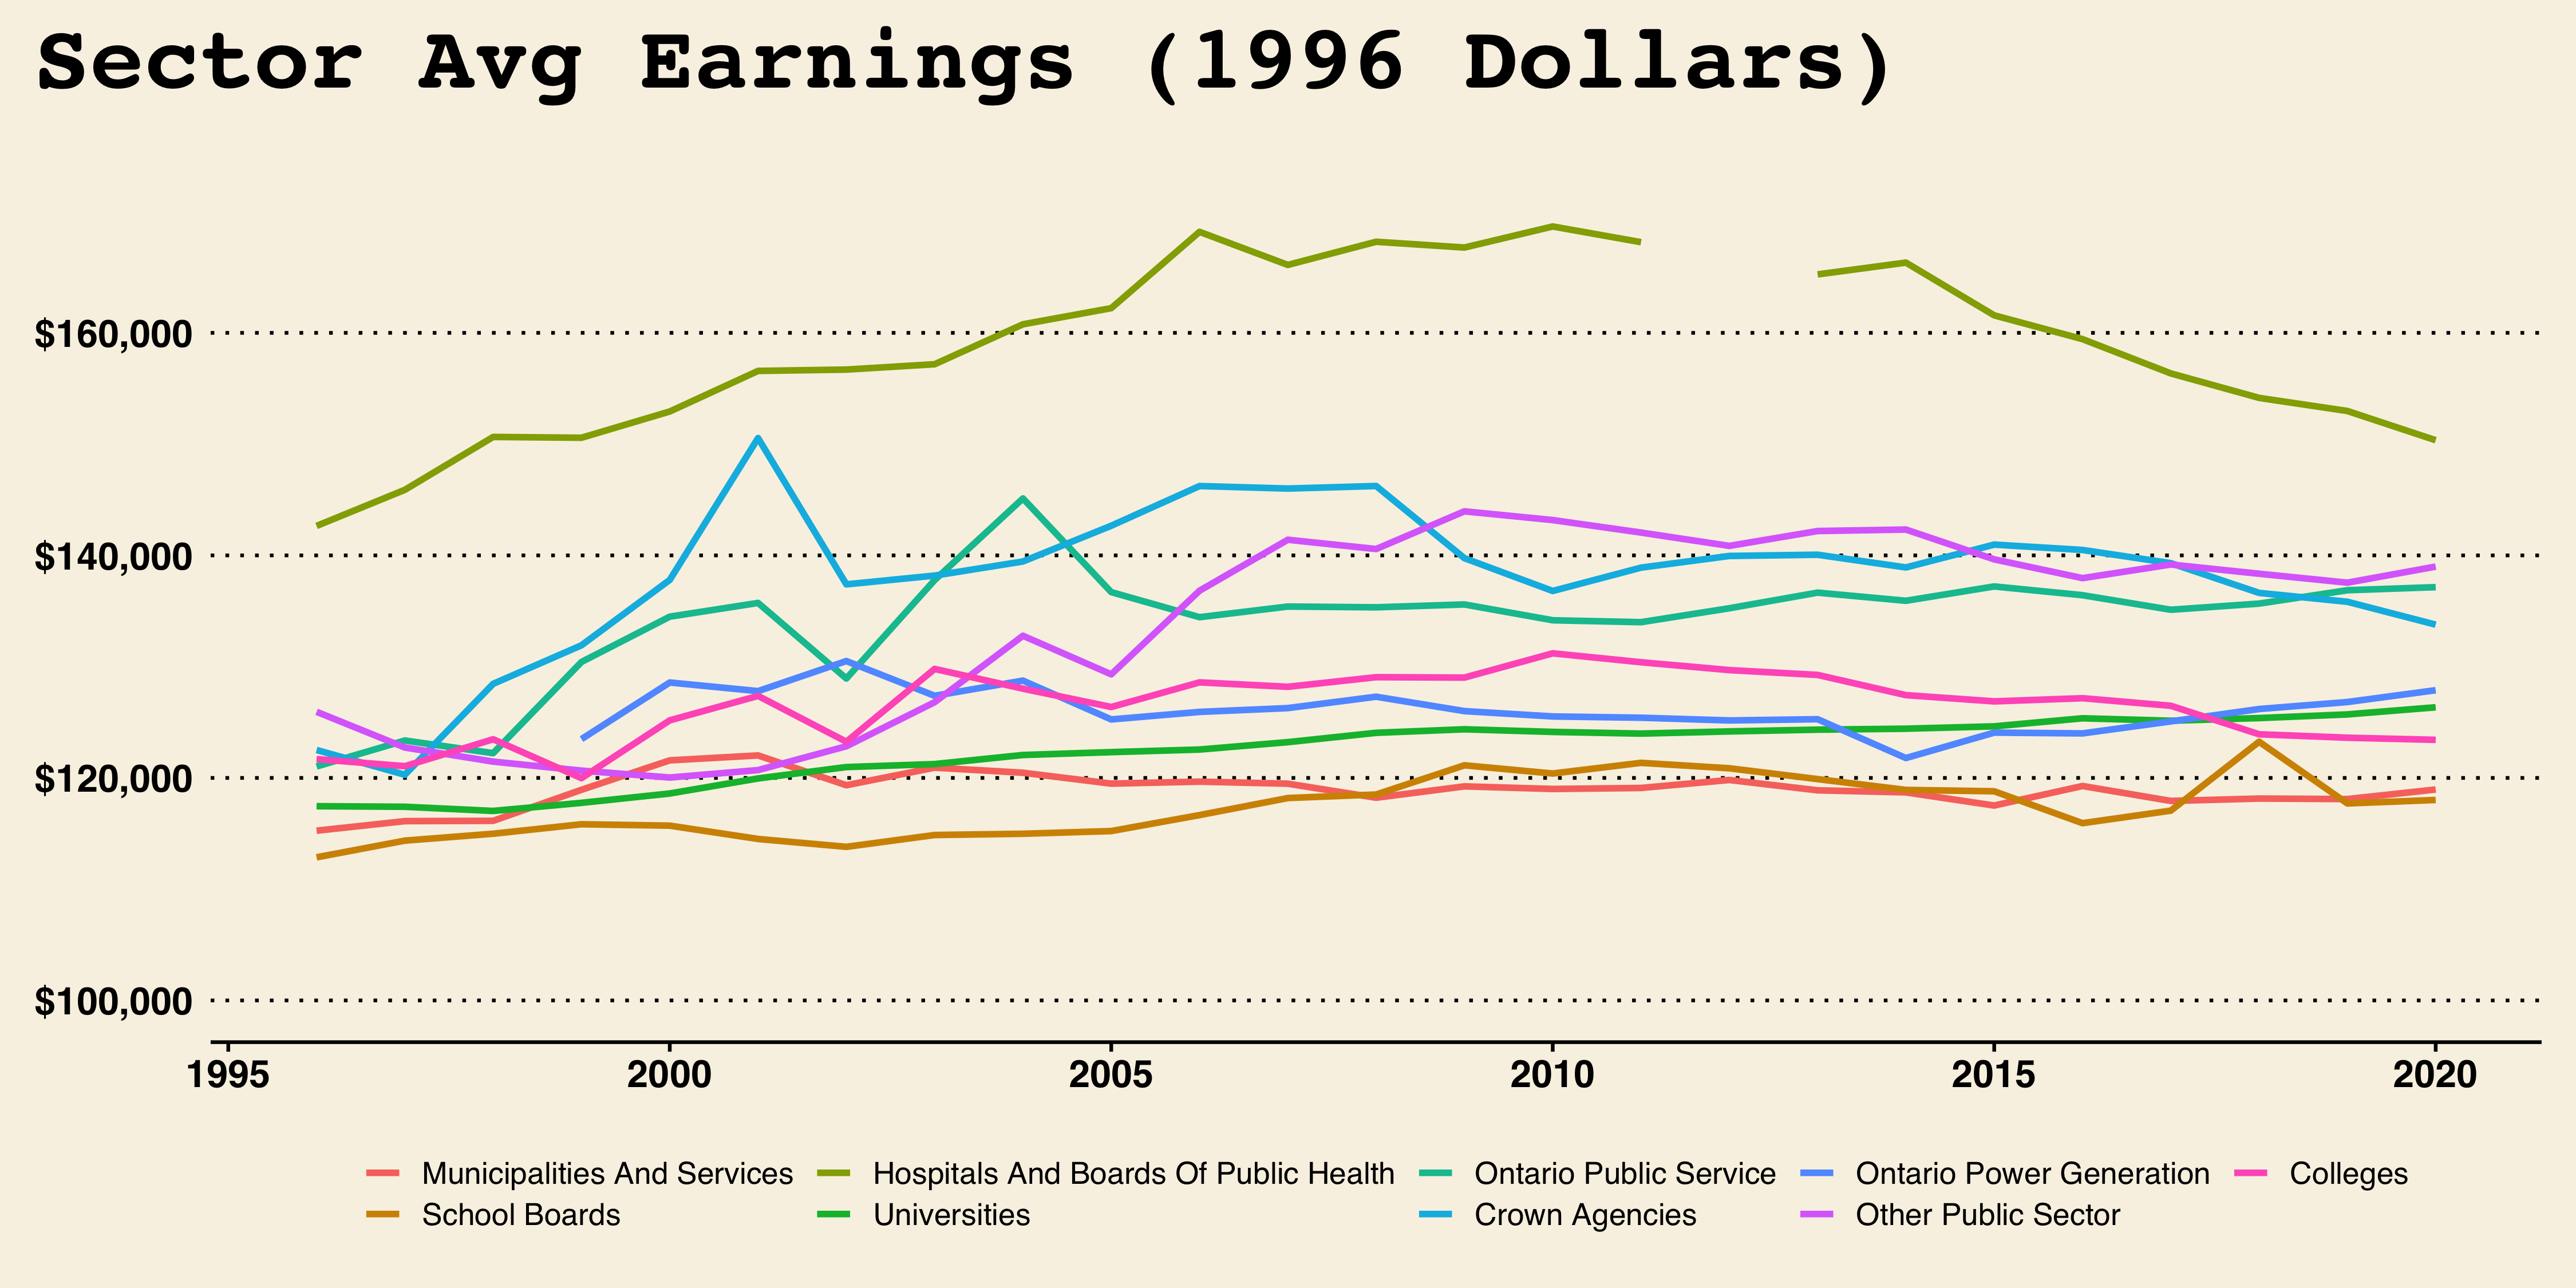 Sector Avg Earnings (1996 Dollars)
$160,000
$140,000
$120,000
$100,000
1995 2000 2005 2010 2015 2020
Municipalities And Services Hospitals And Boards Of Public Health Ontario Public Service Ontario Power Generation Colleges
School Boards Universities Crown Agencies Other Public Sector